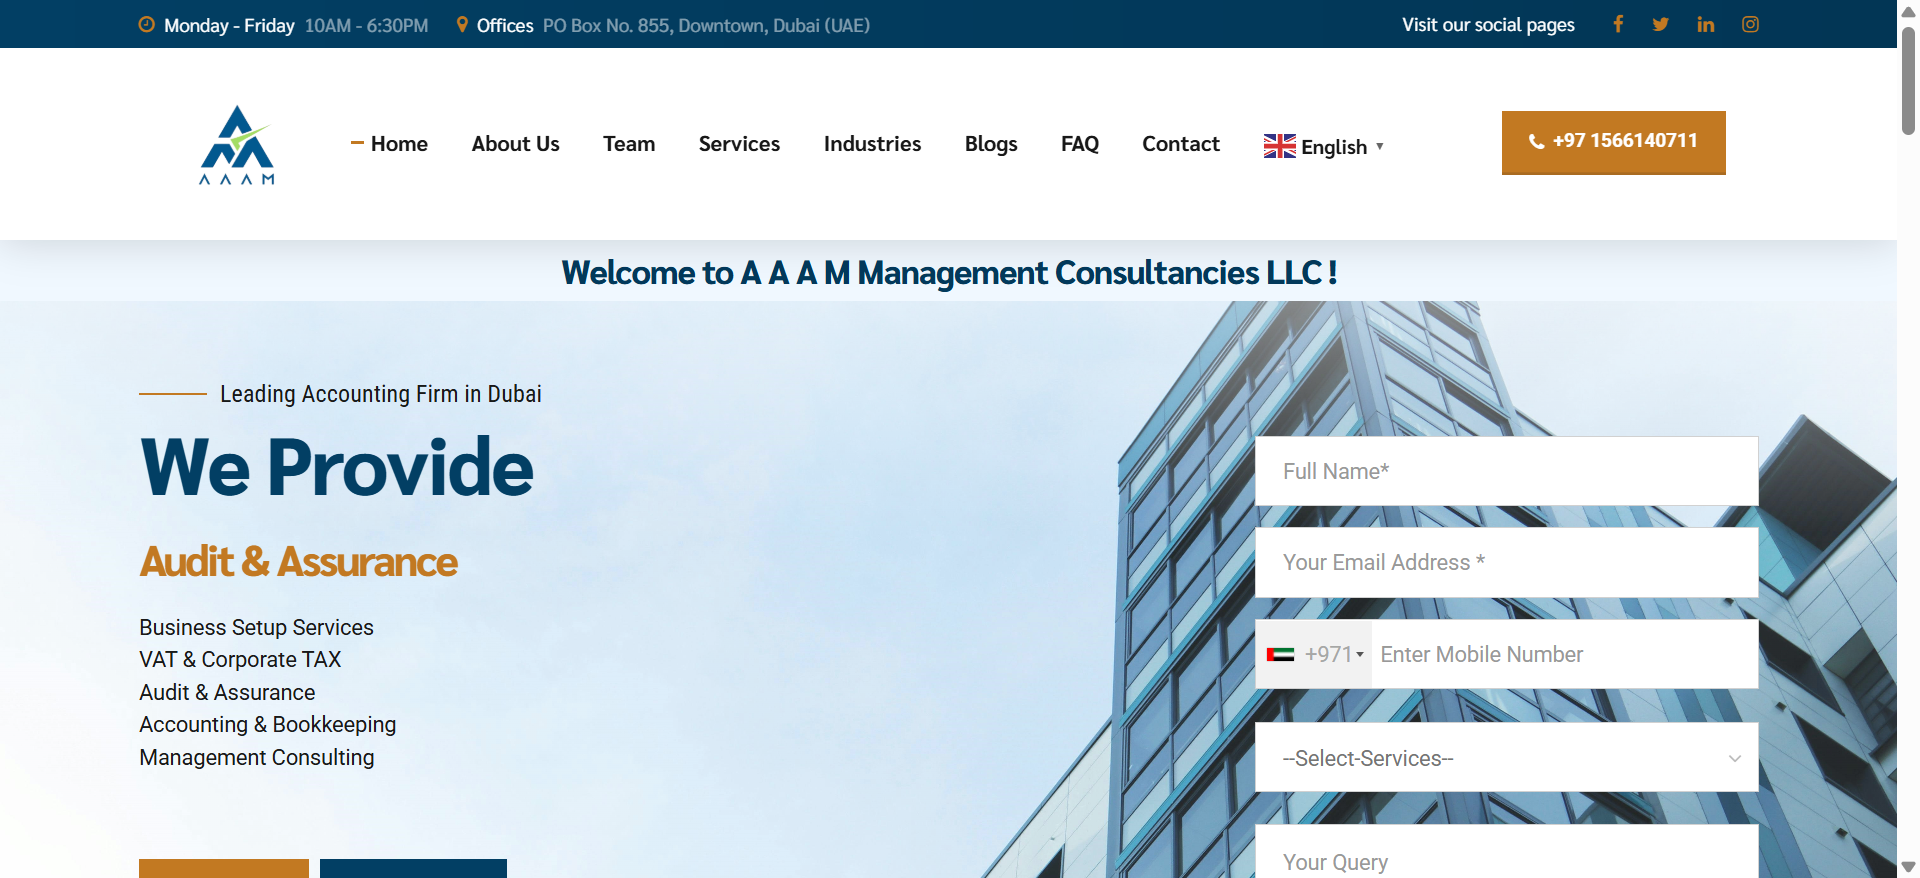 Monday - Friday 10AM - 6:30PM Offices PO Box No. 855, Downtown, Dubai (UAE) Visit our social pages
AAAM
Home About Us Team Services Industries Blogs FAQ Contact English ▼ +97 1566140711
Welcome to A A A M Management Consultancies LLC !
Leading Accounting Firm in Dubai
We Provide
Audit & Assurance
Business Setup Services
VAT & Corporate TAX
Audit & Assurance
Accounting & Bookkeeping
Management Consulting
Full Name*
Your Email Address *
+971 Enter Mobile Number
--Select-Services--
Your Query